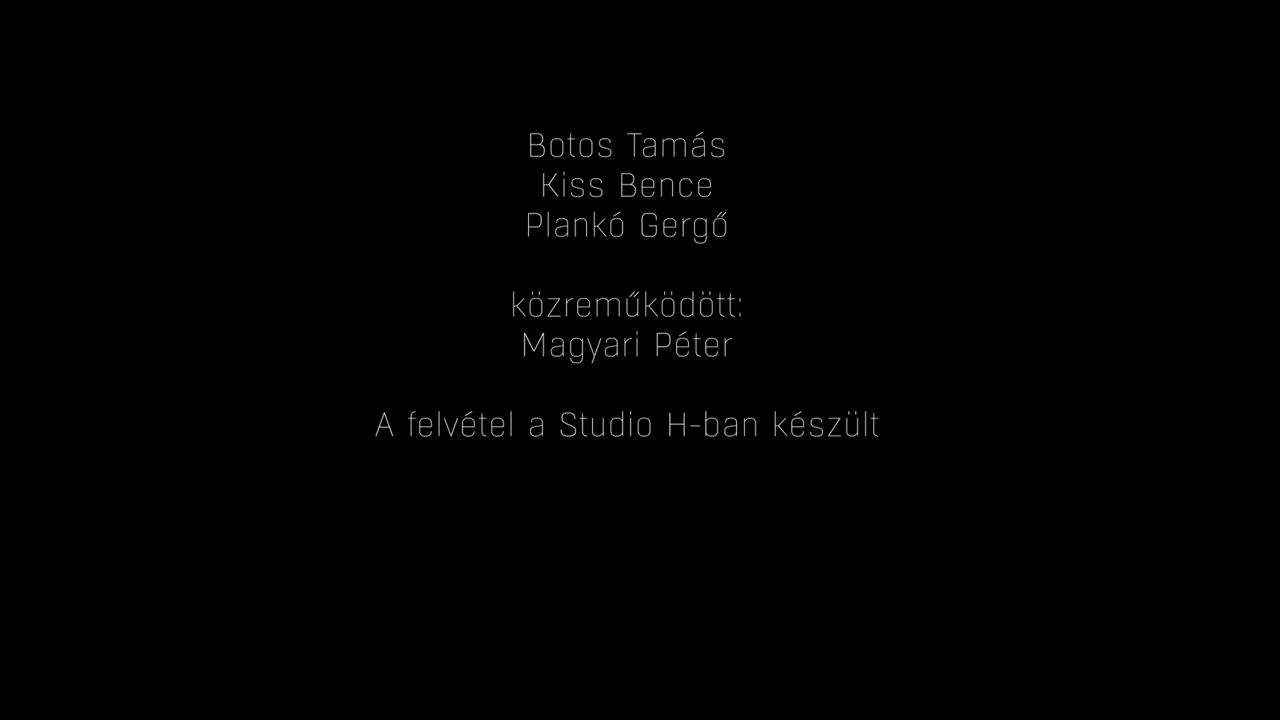 Botos Tamás
Kiss Bence
Plankó Gergő
közreműködött:
Magyari Péter
A felvétel a Studio H-ban készült